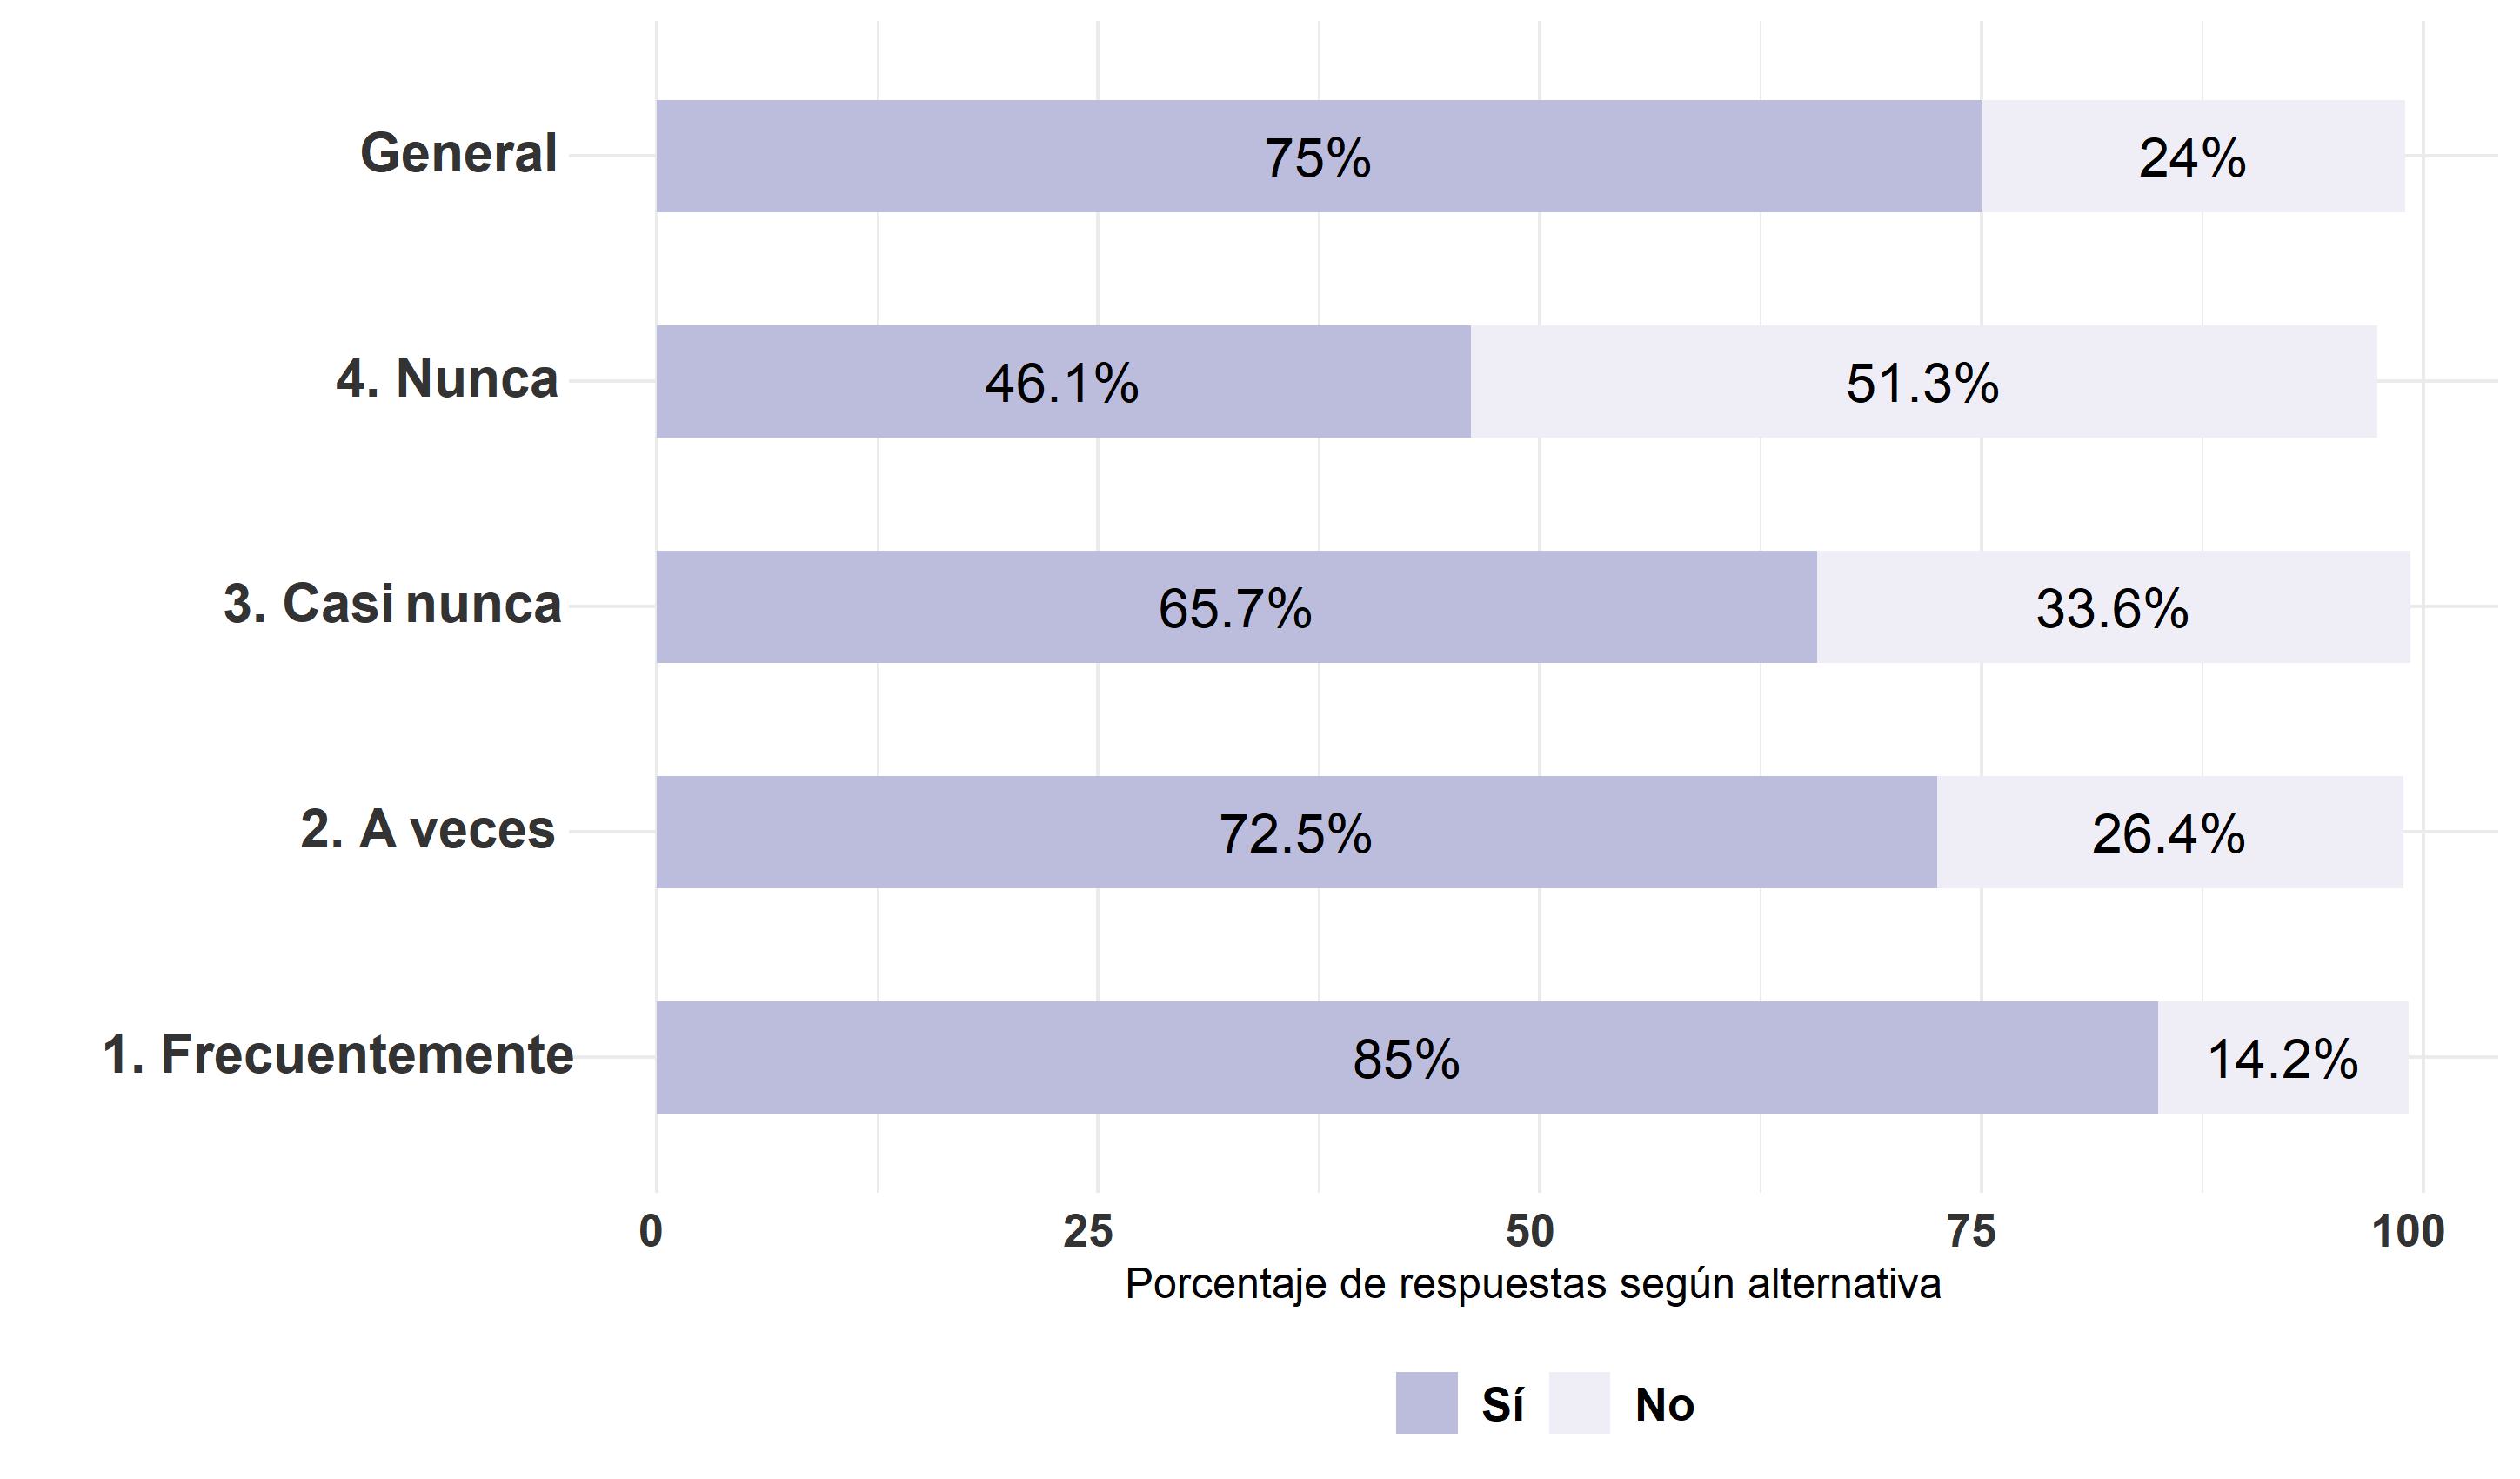 General 75% 24%
4. Nunca 46.1% 51.3%
3. Casi nunca 65.7% 33.6%
2. A veces 72.5% 26.4%
1. Frecuentemente 85% 14.2%
0 25 50 75 100
Porcentaje de respuestas según alternativa
Sí No